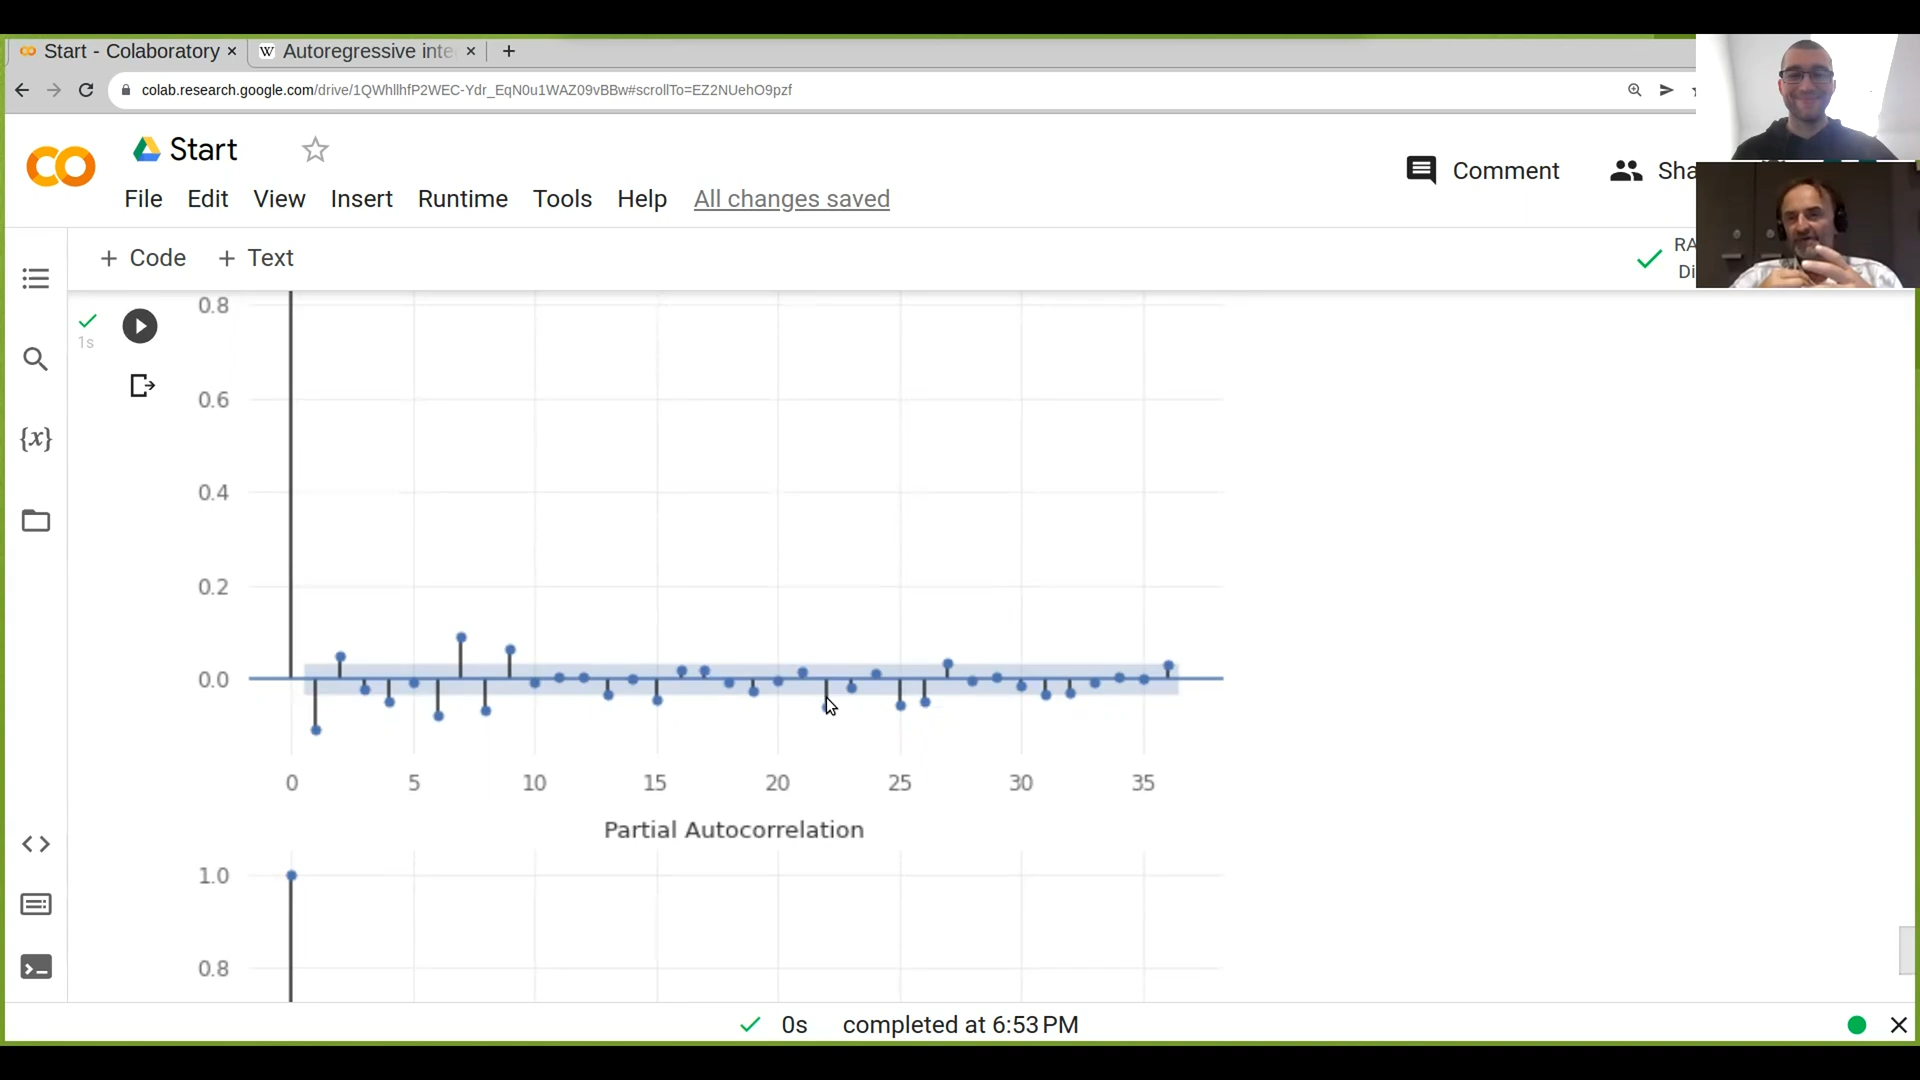 Start - Colaboratory
Autoregressive inte
colab.research.google.com/drive/1QWhllhfP2WEC-Ydr_EqN0u1WAZ09vBBw#scrollTo=EZ2NUehO9pzf
Start
File Edit View Insert Runtime Tools Help All changes saved
Comment
Sha
+ Code + Text
RA
Di
1s
{x}
0.8
0.6
0.4
0.2
0.0
0 5 10 15 20 25 30 35
Partial Autocorrelation
1.0
0.8
0s completed at 6:53 PM